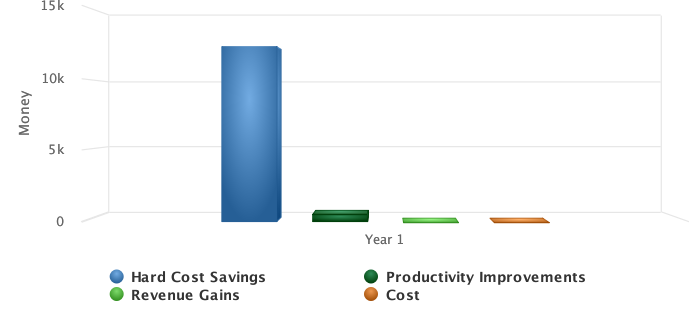 15k
10k
5k
0
Money
Year 1
Hard Cost Savings
Productivity Improvements
Revenue Gains
Cost